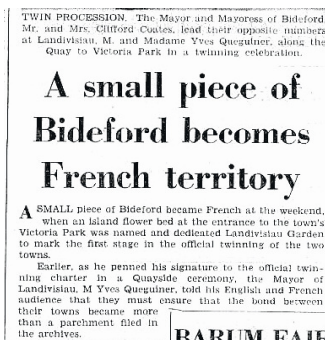 TWIN PROCESSION. The Mayor and Mayoress of Bideford
Mr. and Mrs. Clifford Coates, lead their opposite numbers
at Landivisiau, M. and Madame Yves Queguiner, along the
Quay to Victoria Park in a twinning celebration.
A small piece of
Bideford becomes
French territory
A SMALL piece of Bideford became French at the weekend,
when an island flower bed at the entrance to the town's
Victoria Park was named and dedicated Landivisiau Garden
to mark the first stage in the official twinning of the two
towns.
Earlier, as he penned his signature to the official twin-
ning charter in a Quayside ceremony, the Mayor of
Landivisiau, M Yves Queguiner, told his English and French
audience that they must ensure that the bond between
their towns became more
than a parchment filed in
the archives.
BARUM FAIR